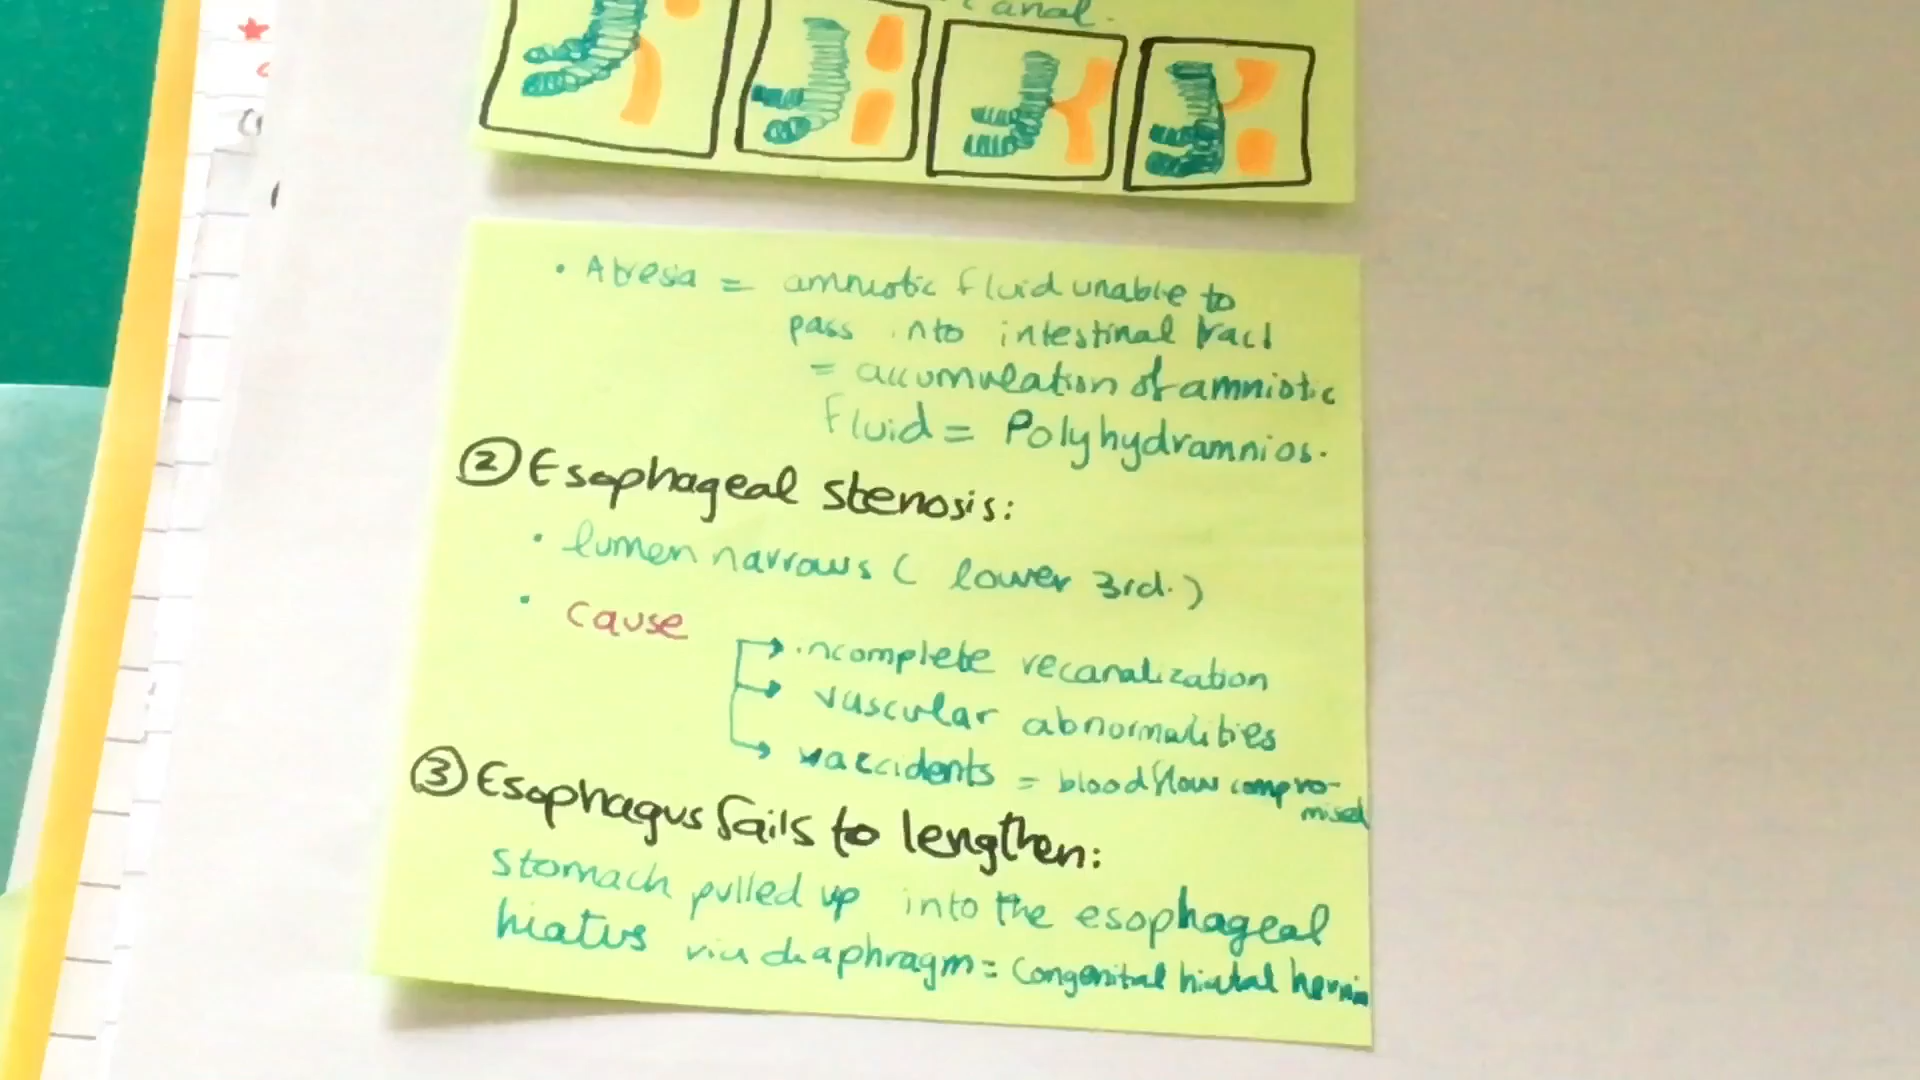 canal.
• Atresia = amniotic fluid unable to
pass into intestinal tract
= accumulation of amniotic
Fluid = Polyhydramnios.
② Esophageal stenosis:
• lumen narrows ( lower 3rd. )
• Cause
→ incomplete recanalization
→ vascular abnormalities
→ accidents = blood flow compro-
mised
③ Esophagus fails to lengthen:
Stomach pulled up into the esophageal
hiatus via diaphragm = Congenital hiatal hernia